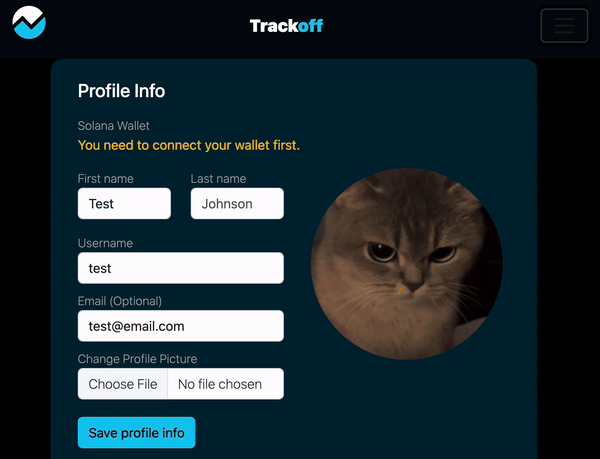 Trackoff
Profile Info
Solana Wallet
You need to connect your wallet first.
First name
Last name
Test
Johnson
Username
test
Email (Optional)
test@email.com
Change Profile Picture
Choose File No file chosen
Save profile info